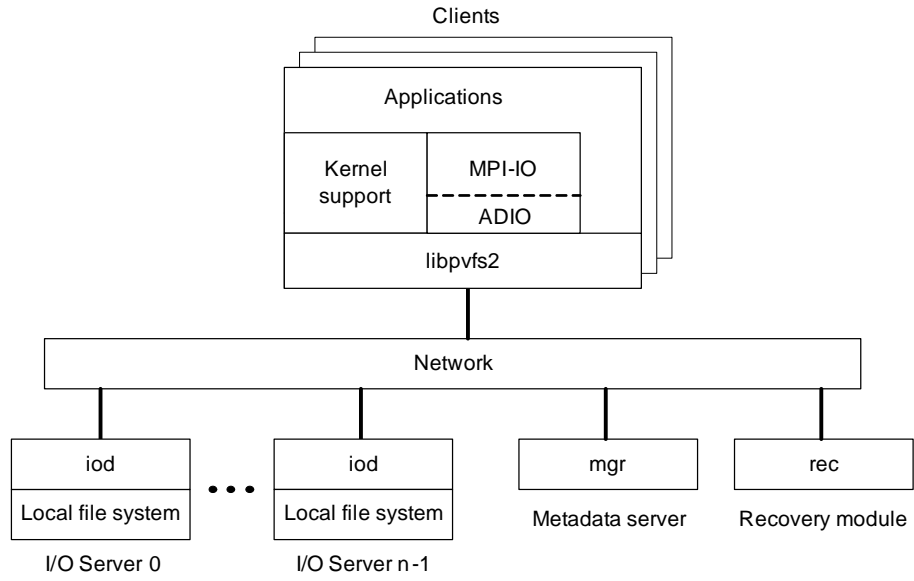 Clients
Applications
Kernel
support
MPI-IO
ADIO
libpvfs2
Network
iod
Local file system
I/O Server 0
iod
Local file system
I/O Server n-1
mgr
Metadata server
rec
Recovery module